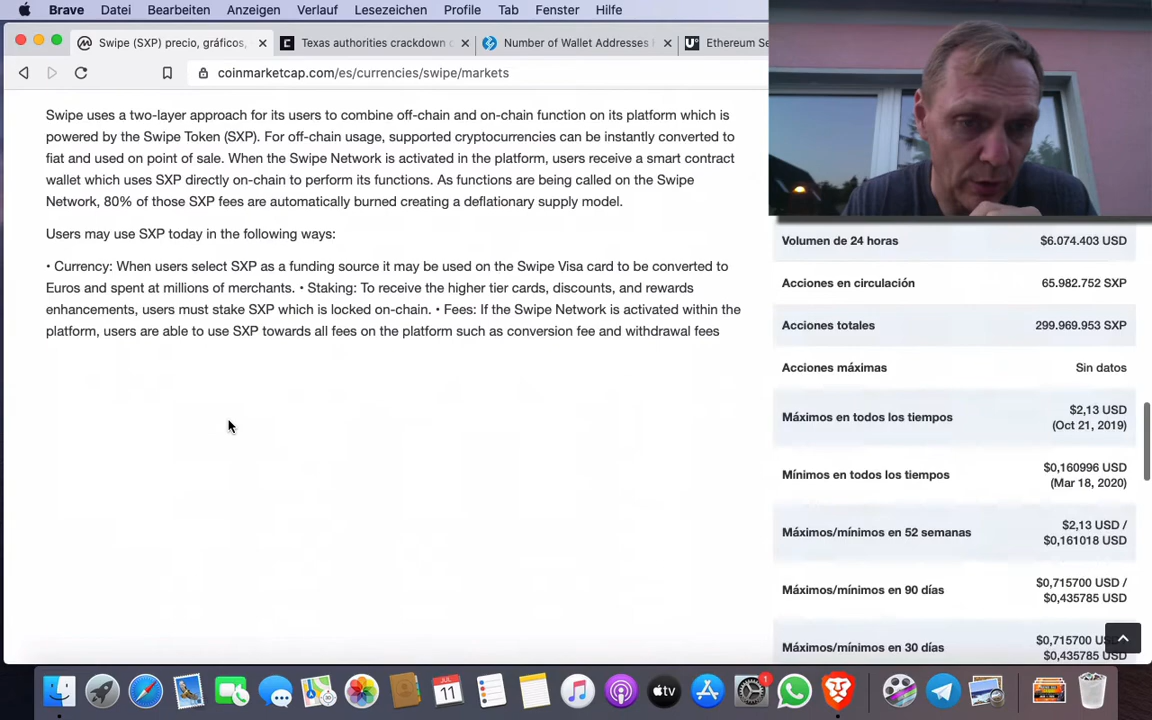 Brave Datei Bearbeiten Anzeigen Verlauf Lesezeichen Profile Tab Fenster Hilfe
Swipe (SXP) precio, gráficos, Texas authorities crackdown Number of Wallet Addresses Ethereum Se
coinmarketcap.com/es/currencies/swipe/markets
Swipe uses a two-layer approach for its users to combine off-chain and on-chain function on its platform which is
powered by the Swipe Token (SXP). For off-chain usage, supported cryptocurrencies can be instantly converted to
fiat and used on point of sale. When the Swipe Network is activated in the platform, users receive a smart contract
wallet which uses SXP directly on-chain to perform its functions. As functions are being called on the Swipe
Network, 80% of those SXP fees are automatically burned creating a deflationary supply model.
Users may use SXP today in the following ways:
• Currency: When users select SXP as a funding source it may be used on the Swipe Visa card to be converted to
Euros and spent at millions of merchants. • Staking: To receive the higher tier cards, discounts, and rewards
enhancements, users must stake SXP which is locked on-chain. • Fees: If the Swipe Network is activated within the
platform, users are able to use SXP towards all fees on the platform such as conversion fee and withdrawal fees
Volumen de 24 horas $6.074.403 USD
Acciones en circulación 65.982.752 SXP
Acciones totales 299.969.953 SXP
Acciones máximas Sin datos
Máximos en todos los tiempos $2,13 USD
(Oct 21, 2019)
Mínimos en todos los tiempos $0,160996 USD
(Mar 18, 2020)
Máximos/mínimos en 52 semanas $2,13 USD /
$0,161018 USD
Máximos/mínimos en 90 días $0,715700 USD /
$0,435785 USD
Máximos/mínimos en 30 días $0,715700 USD /
$0,435785 USD
JUL
11
tv
1